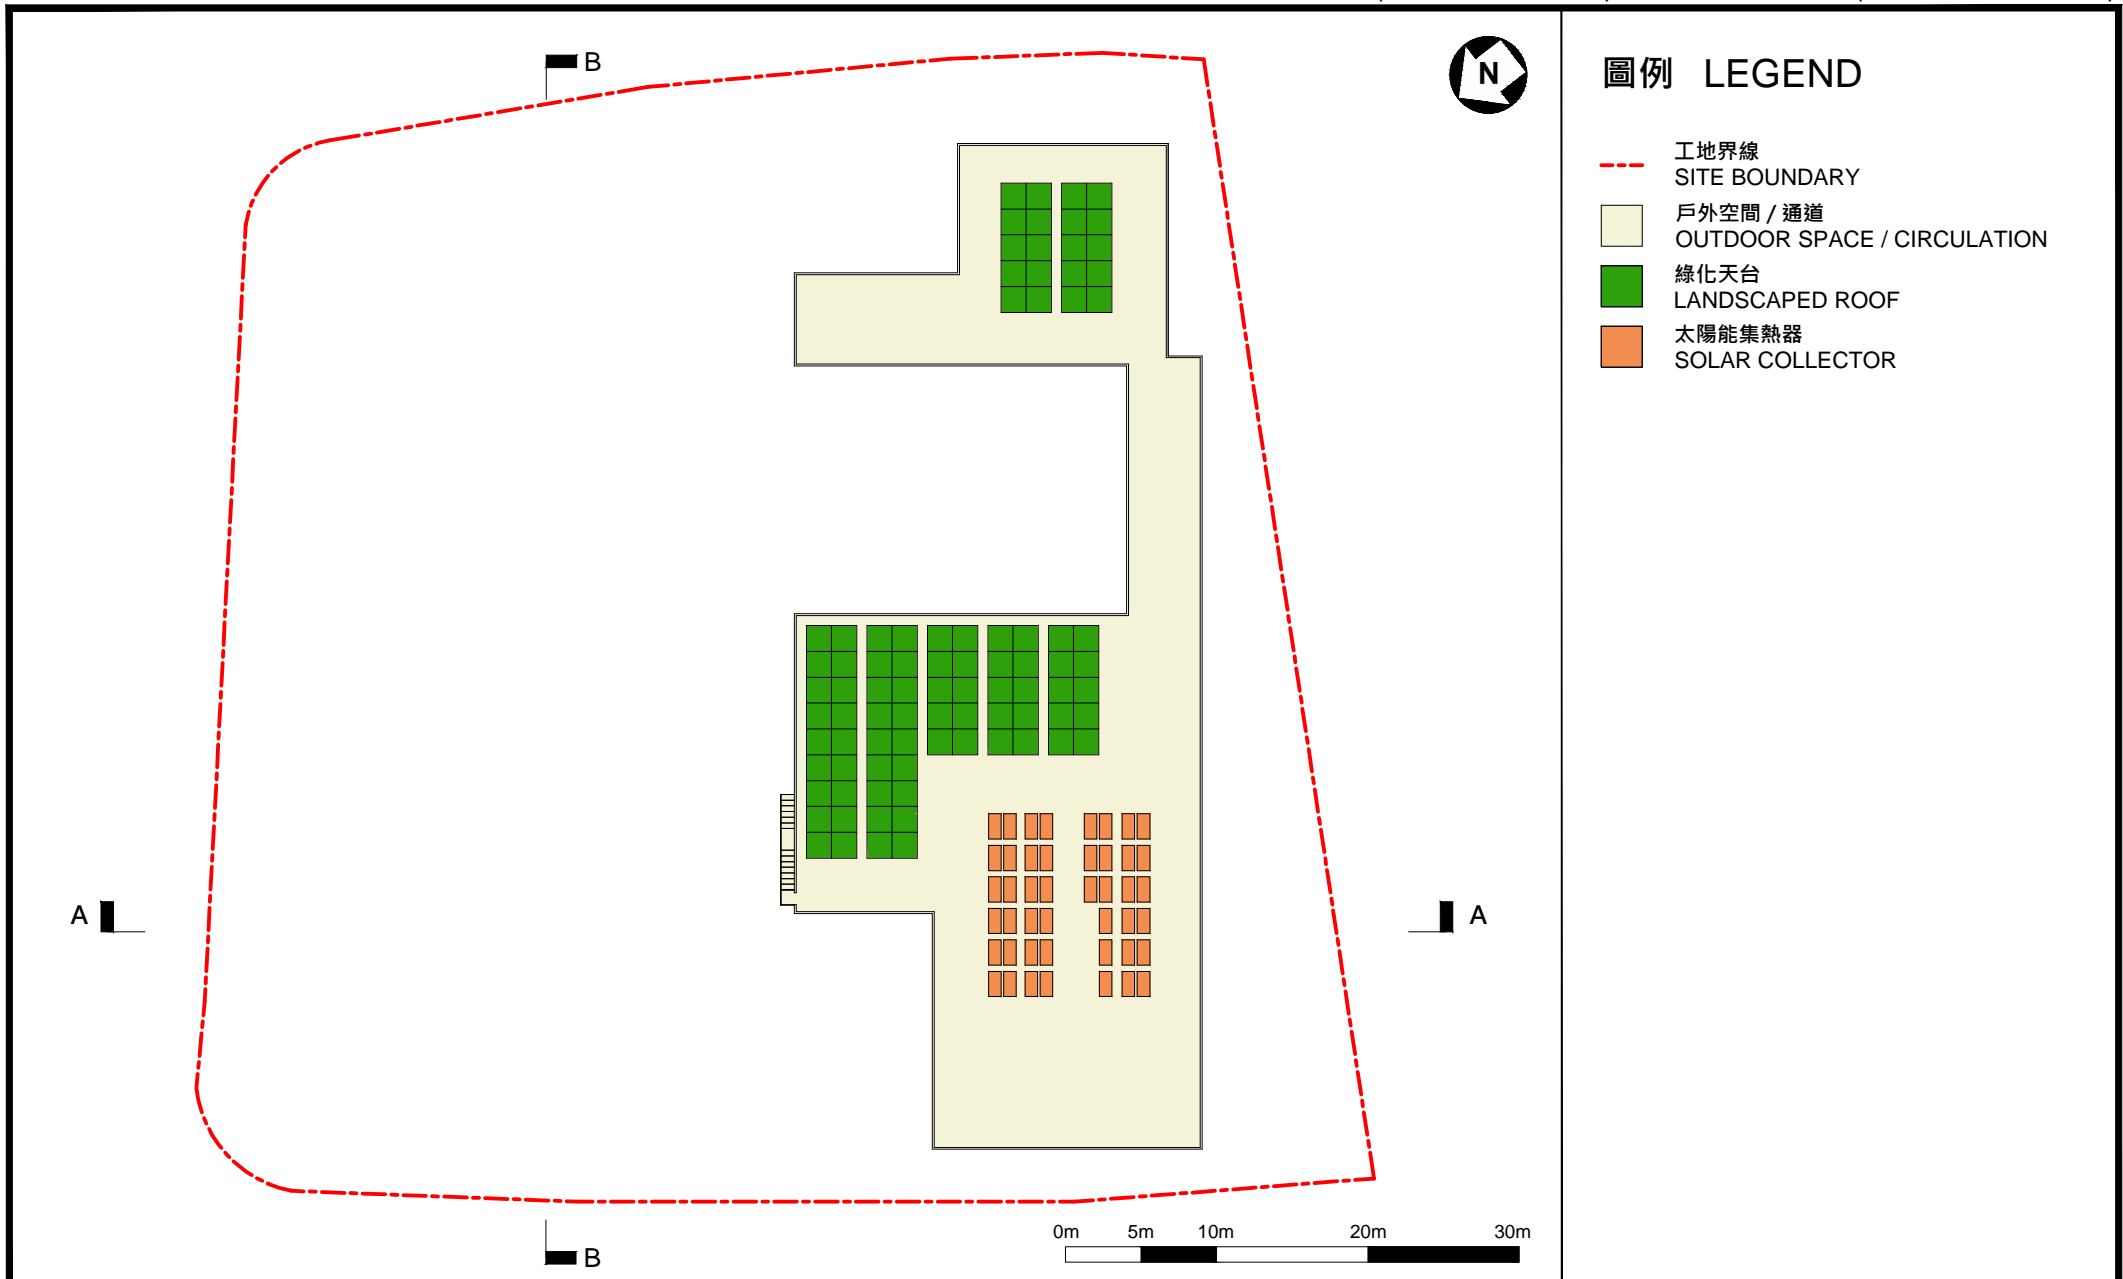 B
N
圖例 LEGEND
工地界線
SITE BOUNDARY
戶外空間 / 通道
OUTDOOR SPACE / CIRCULATION
綠化天台
LANDSCAPED ROOF
太陽能集熱器
SOLAR COLLECTOR
A
A
0m 5m 10m 20m 30m
B